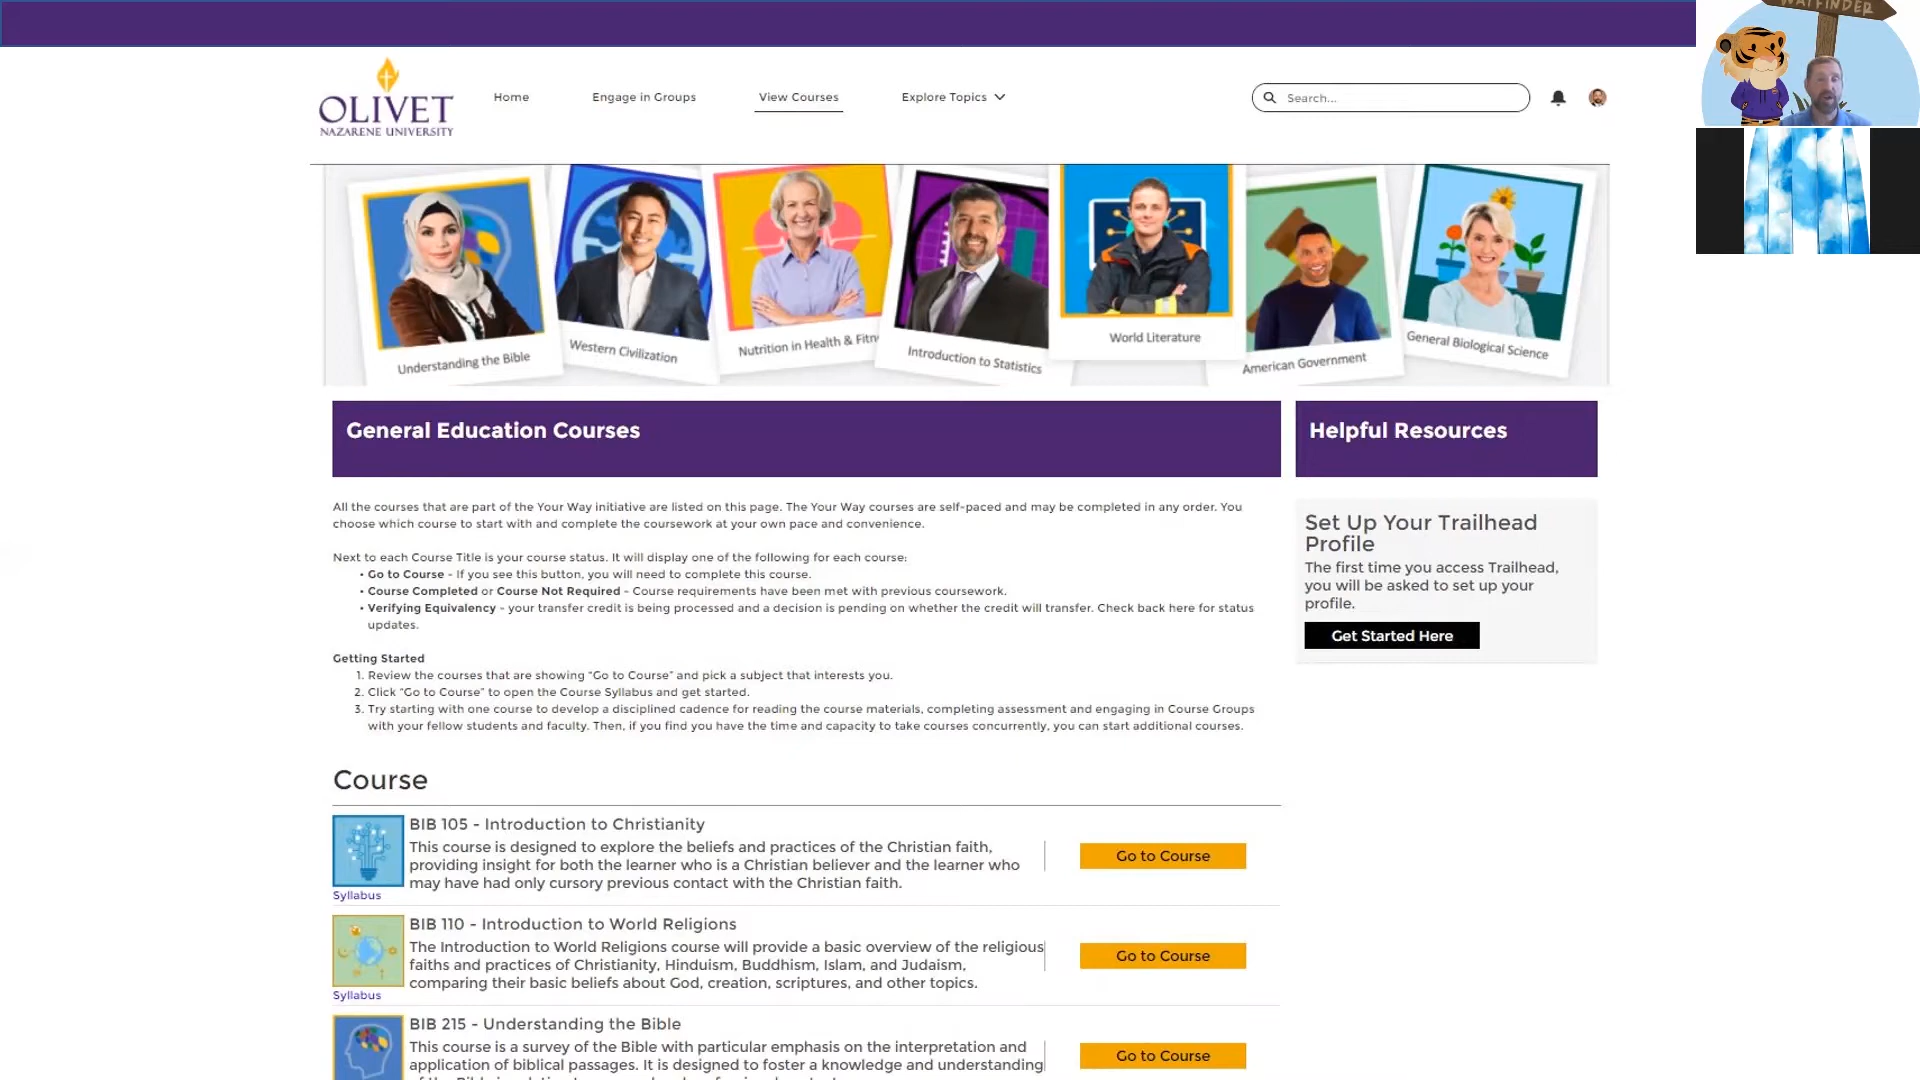 WAYFINDER
OLIVET
NAZARENE UNIVERSITY
Home
Engage in Groups
View Courses
Explore Topics
Search...
Understanding the Bible
Western Civilization
Nutrition in Health &
Introduction to Statistics
World Literature
American Government
General Biological Science
General Education Courses
Helpful Resources
All the courses that are part of the Your Way initiative are listed on this page. The Your Way courses are self-paced and may be completed in any order. You
choose which course to start with and complete the coursework at your own pace and convenience.
Next to each Course Title is your course status. It will display one of the following for each course:
• Go to Course - If you see this button, you will need to complete this course.
• Course Completed or Course Not Required - Course requirements have been met with previous coursework.
• Verifying Equivalency - your transfer credit is being processed and a decision is pending on whether the credit will transfer. Check back here for status
updates.
Getting Started
1. Review the courses that are showing “Go to Course” and pick a subject that interests you.
2. Click “Go to Course” to open the Course Syllabus and get started.
3. Try starting with one course to develop a disciplined cadence for reading the course materials, completing assessment and engaging in Course Groups
with your fellow students and faculty. Then, if you find you have the time and capacity to take courses concurrently, you can start additional courses.
Set Up Your Trailhead
Profile
The first time you access Trailhead,
you will be asked to set up your
profile.
Get Started Here
Course
BIB 105 - Introduction to Christianity
This course is designed to explore the beliefs and practices of the Christian faith,
providing insight for both the learner who is a Christian believer and the learner who
may have had only cursory previous contact with the Christian faith.
Syllabus
Go to Course
BIB 110 - Introduction to World Religions
The Introduction to World Religions course will provide a basic overview of the religious
faiths and practices of Christianity, Hinduism, Buddhism, Islam, and Judaism,
comparing their basic beliefs about God, creation, scriptures, and other topics.
Syllabus
Go to Course
BIB 215 - Understanding the Bible
This course is a survey of the Bible with particular emphasis on the interpretation and
application of biblical passages. It is designed to foster a knowledge and understanding
Go to Course